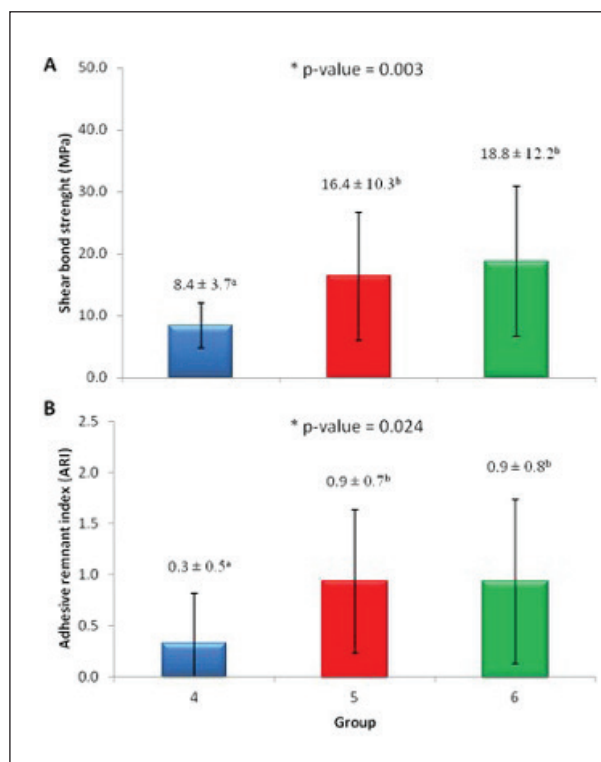 A
* p-value = 0.003
Shear bond strenght (MPa)
50.0
40.0
30.0
20.0
10.0
0.0
8.4 ± 3.7ᵃ
16.4 ± 10.3ᵇ
18.8 ± 12.2ᵇ
B
* p-value = 0.024
Adhesive remnant index (ARI)
2.5
2.0
1.5
1.0
0.5
0.0
0.3 ± 0.5ᵃ
0.9 ± 0.7ᵇ
0.9 ± 0.8ᵇ
4 5 6
Group